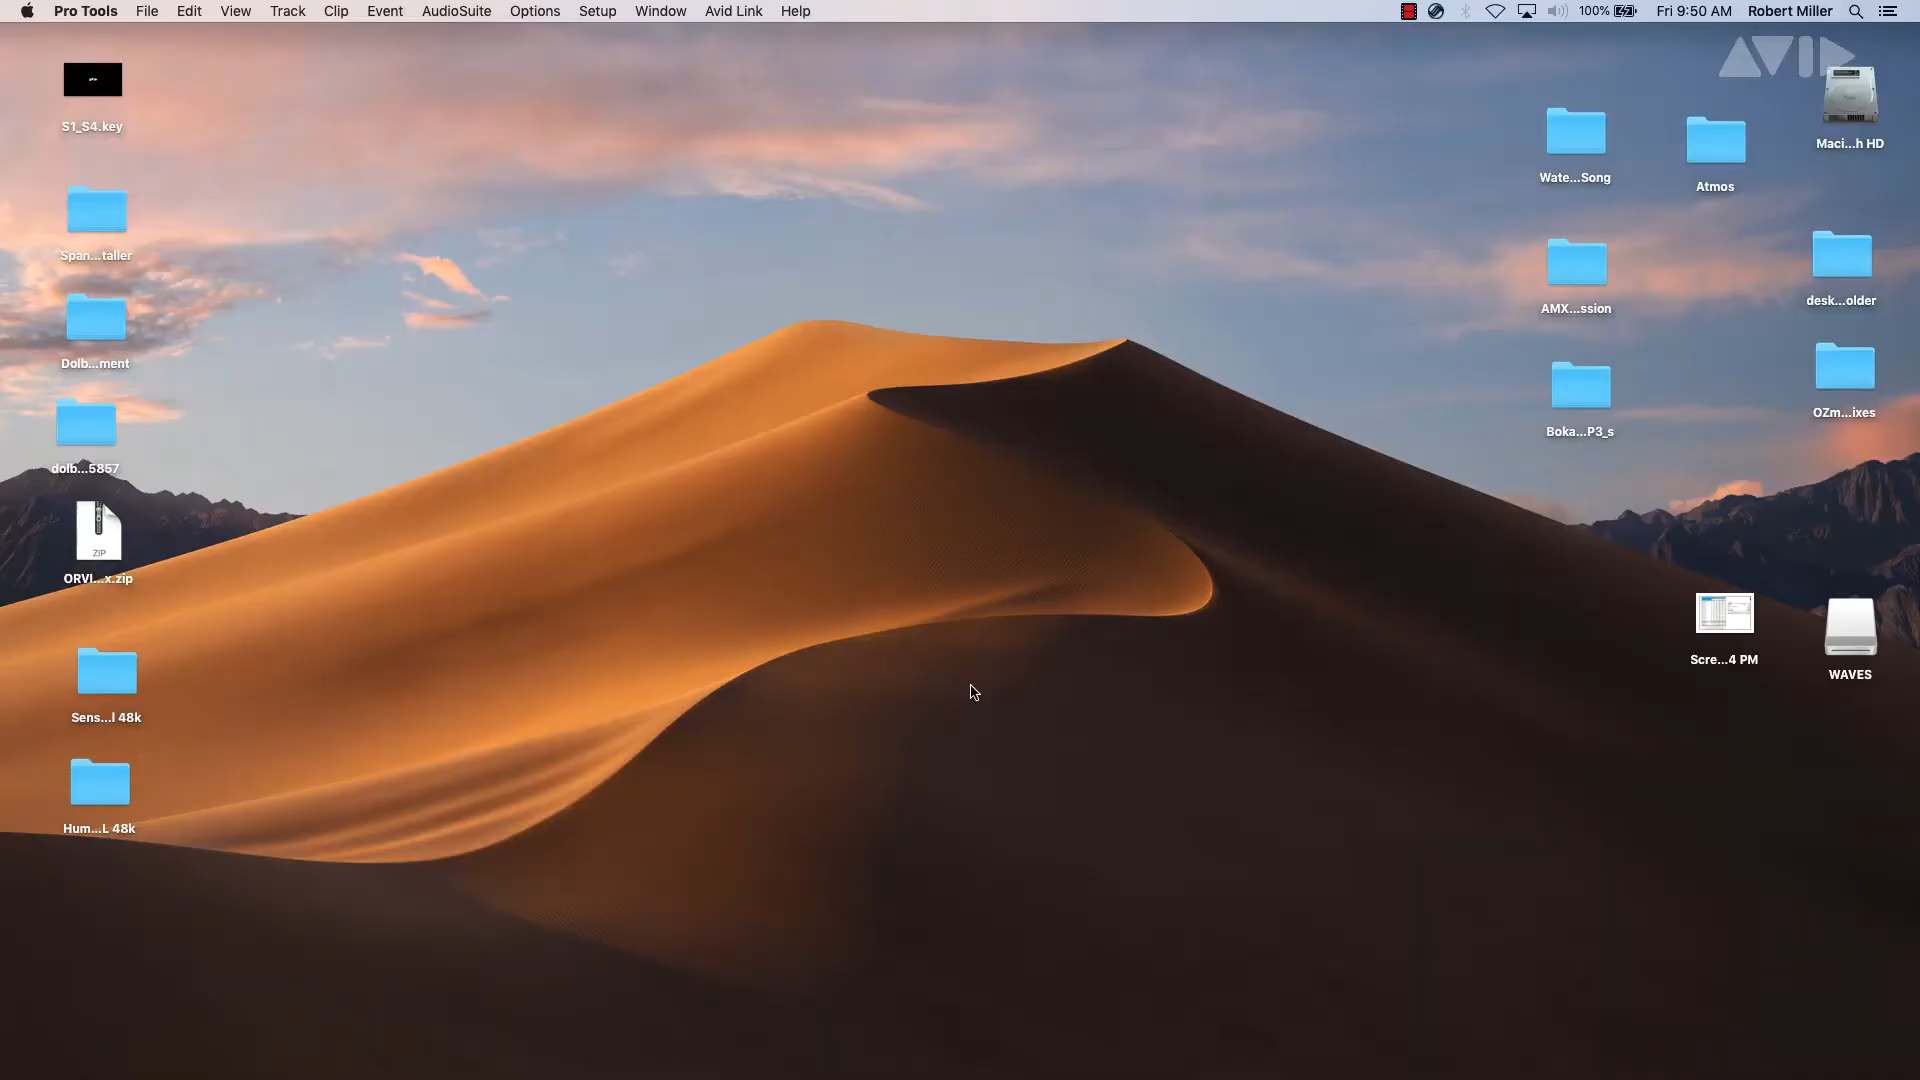 Pro Tools File Edit View Track Clip Event AudioSuite Options Setup Window Avid Link Help 100% Fri 9:50 AM Robert Miller
AVID
S1_S4.key
Span...taller
Dolb...ment
dolb...5857
ZIP
ORVI...x.zip
Sens...l 48k
Hum...L 48k
Wate...Song
Atmos
Maci...h HD
AMX...ssion
desk...older
Boka...P3_s
OZm...ixes
Scre...4 PM
WAVES